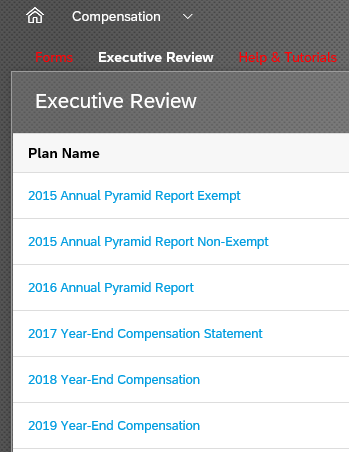 Compensation
Forms Executive Review Help & Tutorials
Executive Review
Plan Name
2015 Annual Pyramid Report Exempt
2015 Annual Pyramid Report Non-Exempt
2016 Annual Pyramid Report
2017 Year-End Compensation Statement
2018 Year-End Compensation
2019 Year-End Compensation